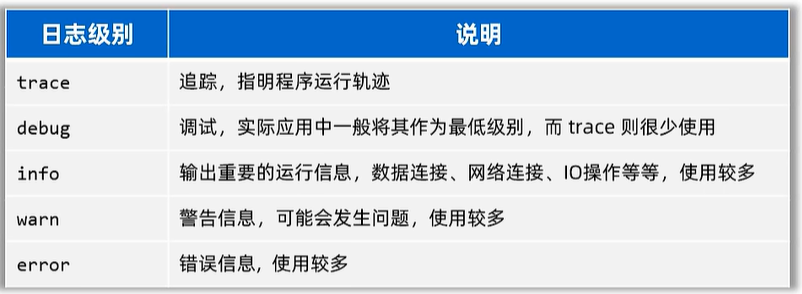 日志级别 说明
trace 追踪，指明程序运行轨迹
debug 调试，实际应用中一般将其作为最低级别，而 trace 则很少使用
info 输出重要的运行信息，数据连接、网络连接、IO操作等等，使用较多
warn 警告信息，可能会发生问题，使用较多
error 错误信息，使用较多